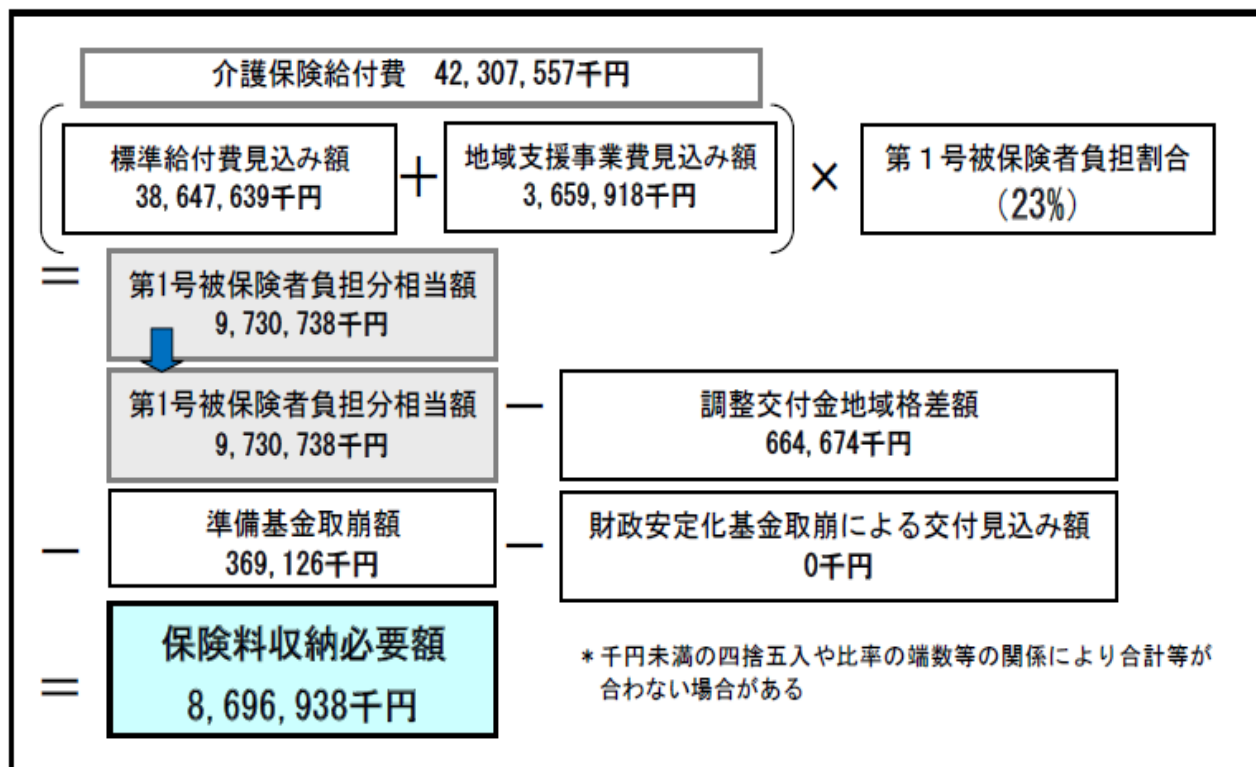 介護保険給付費 42,307,557千円
標準給付費見込み額
38,647,639千円
+
地域支援事業費見込み額
3,659,918千円
×
第1号被保険者負担割合
(23%)
=
第1号被保険者負担分相当額
9,730,738千円
第1号被保険者負担分相当額
9,730,738千円
−
調整交付金地域格差額
664,674千円
−
準備基金取崩額
369,126千円
−
財政安定化基金取崩による交付見込み額
0千円
=
保険料収納必要額
8,696,938千円
*千円未満の四捨五入や比率の端数等の関係により合計等が
合わない場合がある